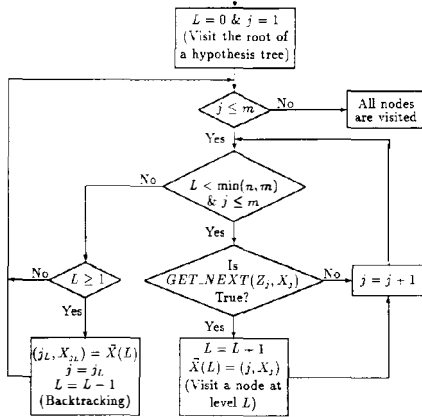 L = 0 & j = 1
(Visit the root of
a hypothesis tree)
j ≤ m
No
All nodes
are visited
Yes
L < min(n, m)
& j ≤ m
No
Yes
Is
GET_NEXT(Z_j, X_j)
True?
No
j = j + 1
L ≥ 1
No
Yes
Yes
(j_L, X_{j_L}) = X̄(L)
j = j_L
L = L - 1
(Backtracking)
L = L + 1
X̄(L) = (j, X_j)
(Visit a node at
level L)